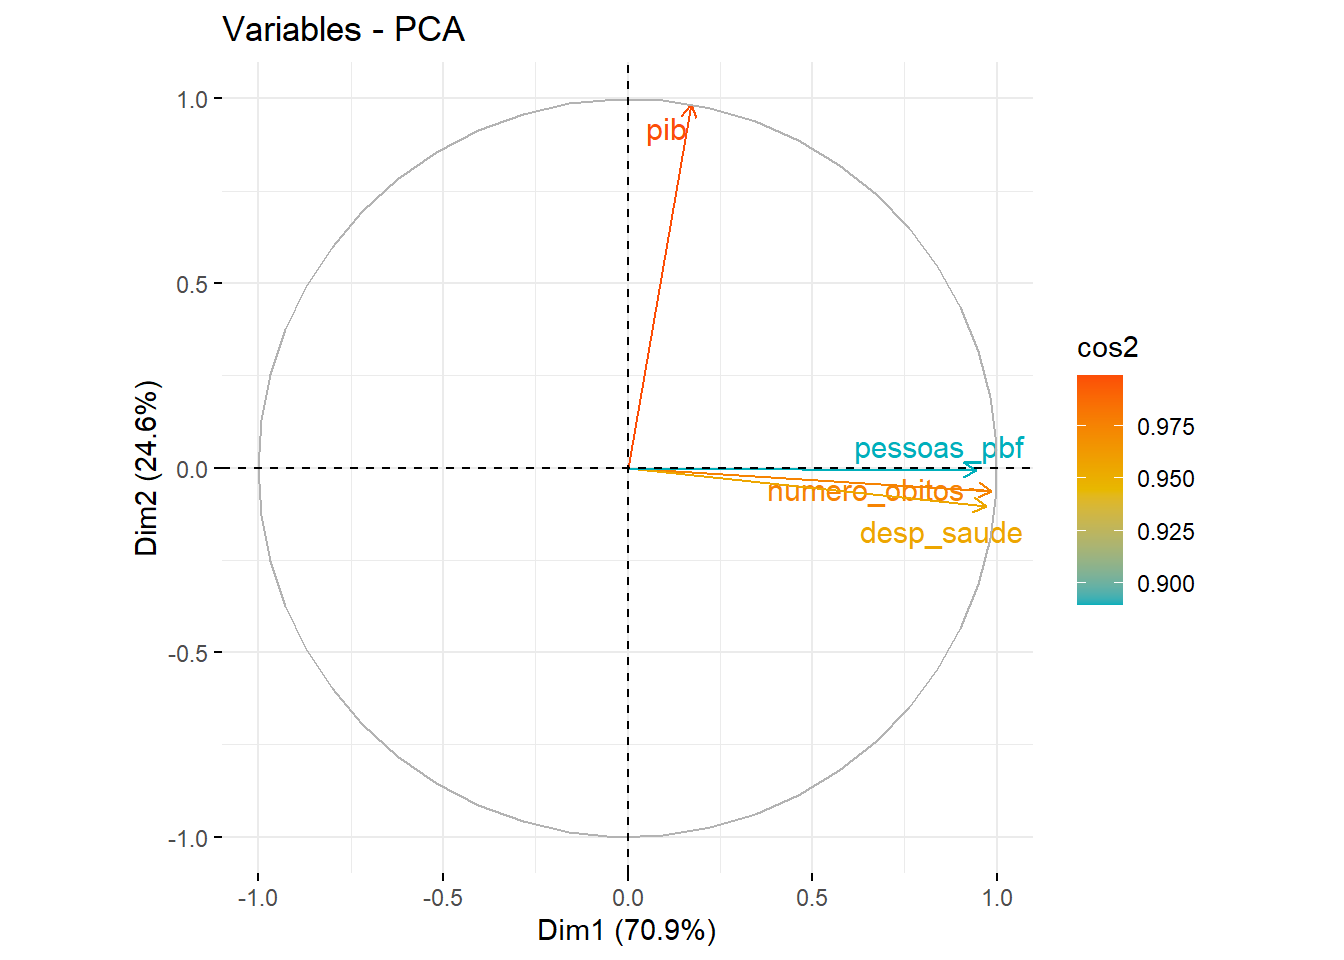 Variables - PCA
1.0
0.5
0.0
-0.5
-1.0
Dim2 (24.6%)
pib
pessoas_pbf
numero_obitos
desp_saude
-1.0
-0.5
0.0
0.5
1.0
Dim1 (70.9%)
cos2
0.975
0.950
0.925
0.900